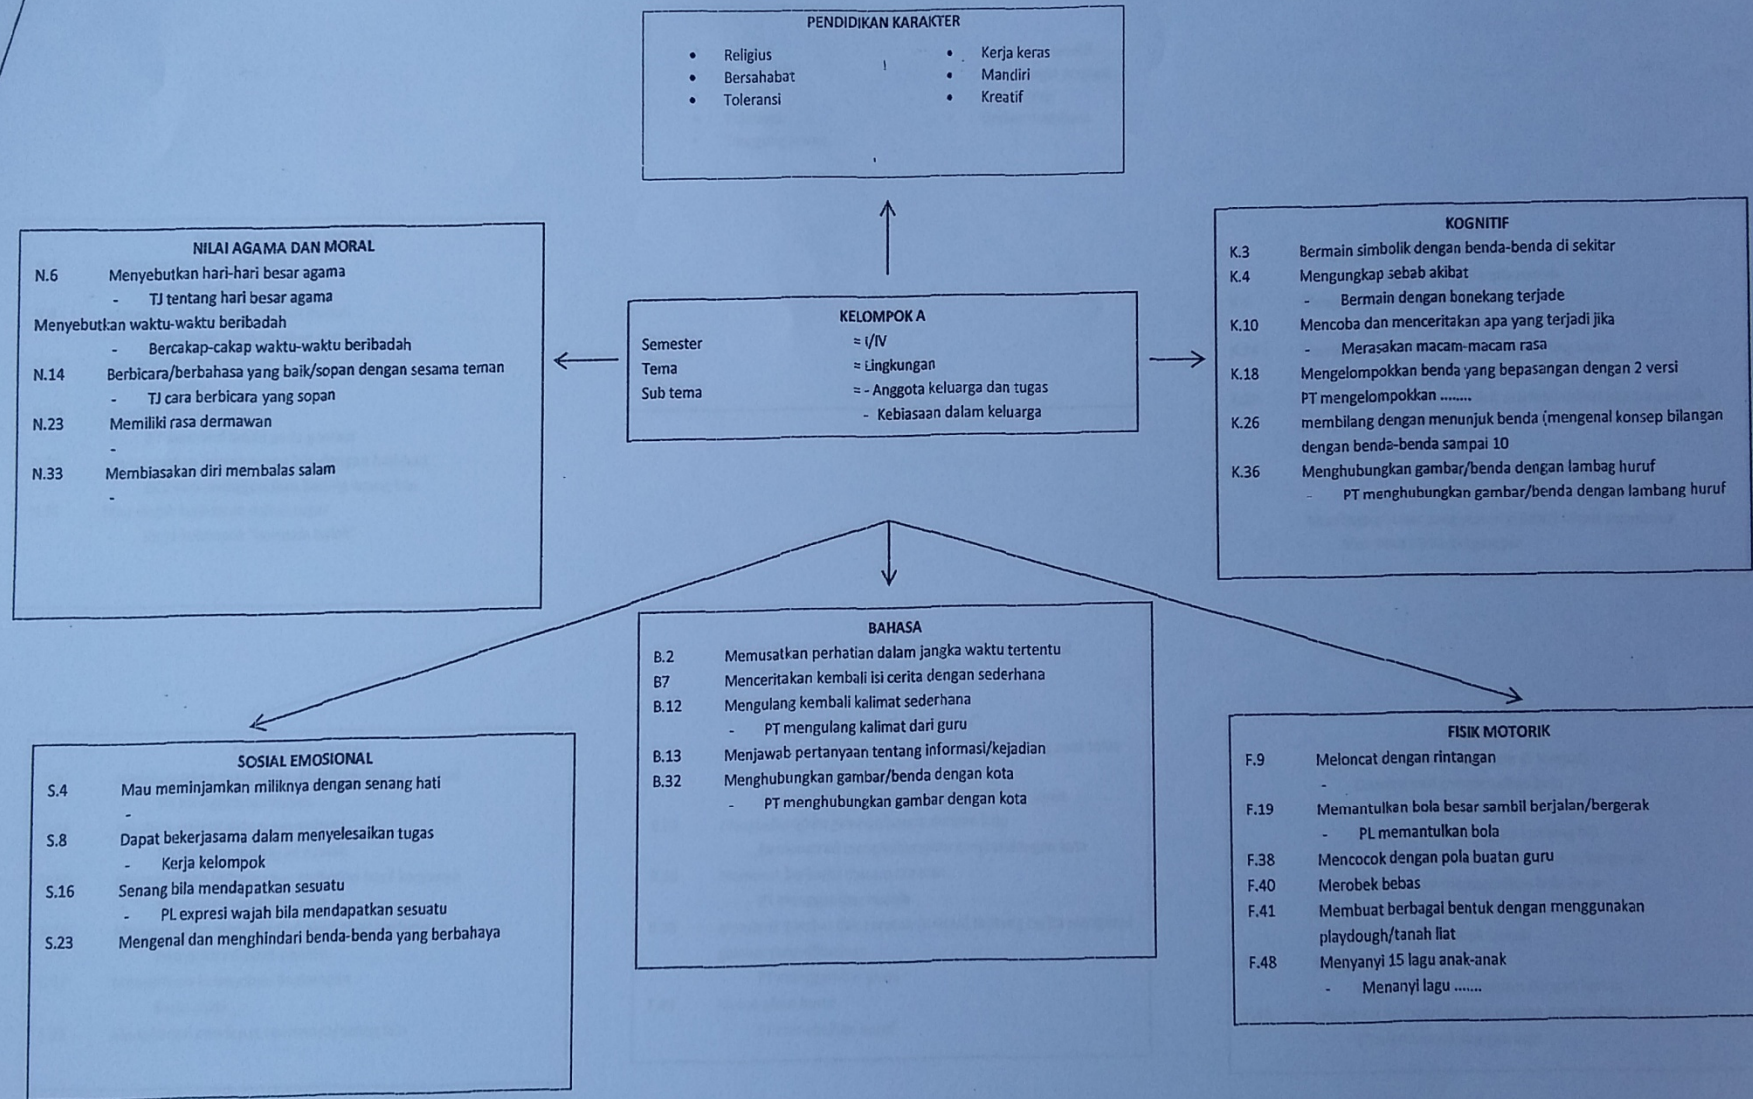 PENDIDIKAN KARAKTER
• Religius
• Bersahabat
• Toleransi
• Kerja keras
• Mandiri
• Kreatif
NILAI AGAMA DAN MORAL
N.6 Menyebutkan hari-hari besar agama
- TJ tentang hari besar agama
Menyebutkan waktu-waktu beribadah
- Bercakap-cakap waktu-waktu beribadah
N.14 Berbicara/berbahasa yang baik/sopan dengan sesama teman
- TJ cara berbicara yang sopan
N.23 Memiliki rasa dermawan
-
N.33 Membiasakan diri membalas salam
-
KELOMPOK A
Semester = I/IV
Tema = Lingkungan
Sub tema = - Anggota keluarga dan tugas
- Kebiasaan dalam keluarga
KOGNITIF
K.3 Bermain simbolik dengan benda-benda di sekitar
K.4 Mengungkap sebab akibat
- Bermain dengan bonekang terjade
K.10 Mencoba dan menceritakan apa yang terjadi jika
- Merasakan macam-macam rasa
K.18 Mengelompokkan benda yang bepasangan dengan 2 versi
PT mengelompokkan ........
K.26 membilang dengan menunjuk benda (mengenal konsep bilangan
dengan benda-benda sampai 10
K.36 Menghubungkan gambar/benda dengan lambag huruf
- PT menghubungkan gambar/benda dengan lambang huruf
SOSIAL EMOSIONAL
S.4 Mau meminjamkan miliknya dengan senang hati
-
S.8 Dapat bekerjasama dalam menyelesaikan tugas
- Kerja kelompok
S.16 Senang bila mendapatkan sesuatu
- PL expresi wajah bila mendapatkan sesuatu
S.23 Mengenal dan menghindari benda-benda yang berbahaya
BAHASA
B.2 Memusatkan perhatian dalam jangka waktu tertentu
B7 Menceritakan kembali isi cerita dengan sederhana
B.12 Mengulang kembali kalimat sederhana
- PT mengulang kalimat dari guru
B.13 Menjawab pertanyaan tentang informasi/kejadian
B.32 Menghubungkan gambar/benda dengan kota
- PT menghubungkan gambar dengan kota
FISIK MOTORIK
F.9 Meloncat dengan rintangan
-
F.19 Memantulkan bola besar sambil berjalan/bergerak
- PL memantulkan bola
F.38 Mencocok dengan pola buatan guru
F.40 Merobek bebas
F.41 Membuat berbagai bentuk dengan menggunakan
playdough/tanah liat
F.48 Menyanyi 15 lagu anak-anak
- Menanyi lagu .......